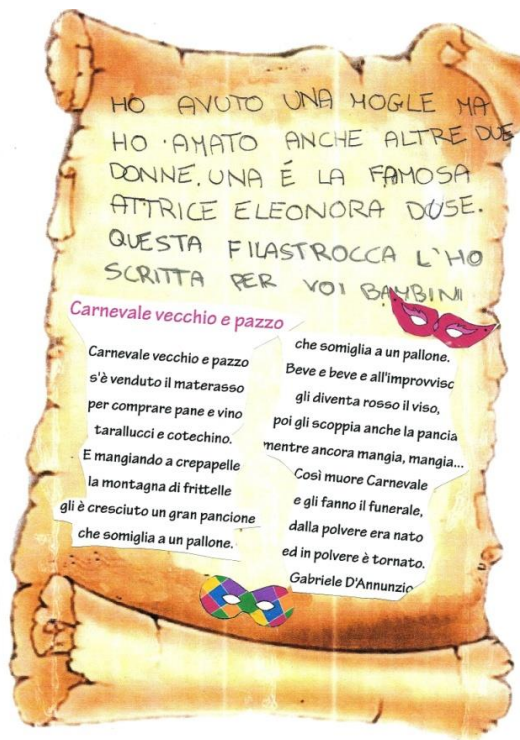 HO AVUTO UNA MOGLE MA
HO AMATO ANCHE ALTRE DUE
DONNE. UNA É LA FAMOSA
ATTRICE ELEONORA DUSE.
QUESTA FILASTROCCA L'HO
SCRITTA PER VOI BAMBINI
Carnevale vecchio e pazzo
Carnevale vecchio e pazzo
s'è venduto il materasso
per comprare pane e vino
tarallucci e cotechino.
E mangiando a crepapelle
la montagna di frittelle
gli è cresciuto un gran pancione
che somiglia a un pallone.
che somiglia a un pallone.
Beve e beve e all'improvviso
gli diventa rosso il viso,
poi gli scoppia anche la pancia
mentre ancora mangia, mangia...
Così muore Carnevale
e gli fanno il funerale,
dalla polvere era nato
ed in polvere è tornato.
Gabriele D'Annunzio